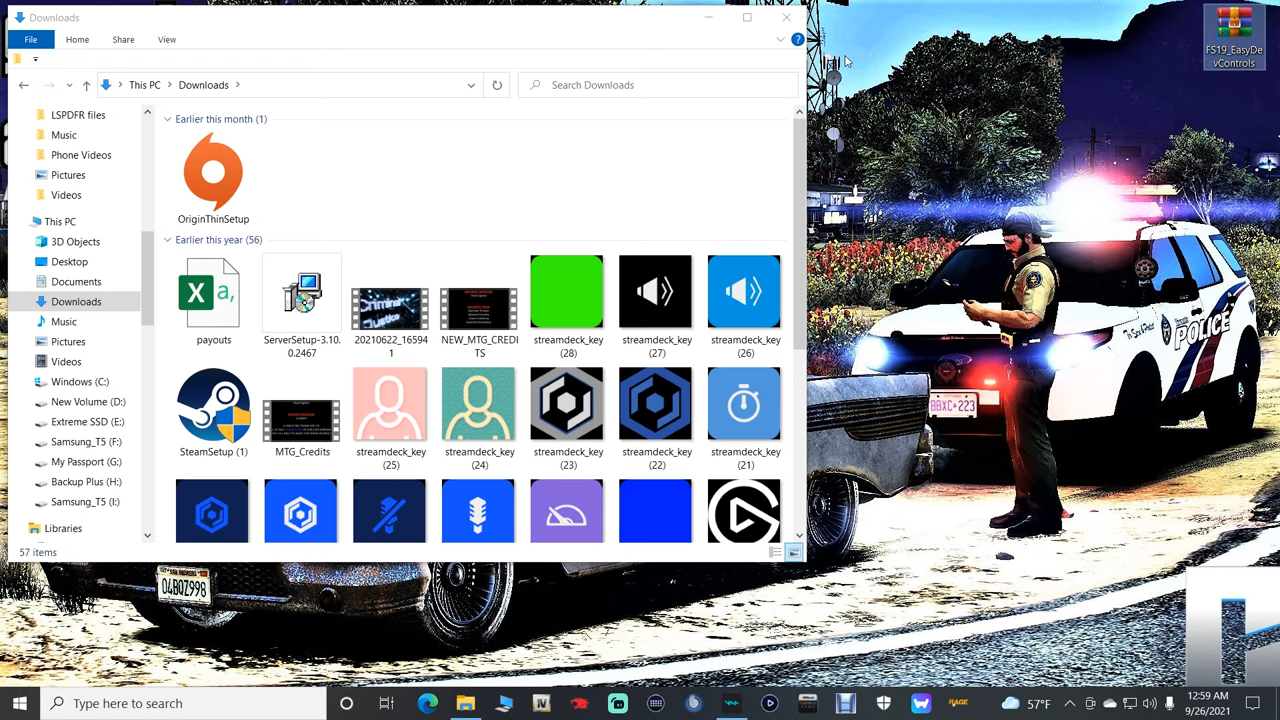 Downloads
File
Home
Share
View
This PC
Downloads
Search Downloads
LSPDFR files
Music
Phone Videos
Pictures
Videos
This PC
3D Objects
Desktop
Documents
Downloads
Music
Pictures
Videos
Windows (C:)
New Volume (D:)
Extreme SSD (E:)
Samsung_T5 (F:)
My Passport (G:)
Backup Plus (H:)
Samsung_T5 (I:)
Libraries
Earlier this month (1)
OriginThinSetup
Earlier this year (56)
payouts
ServerSetup-3.10.
0.2467
20210622_16594
1
NEW_MTG_CREDI
TS
streamdeck_key
(28)
streamdeck_key
(27)
streamdeck_key
(26)
SteamSetup (1)
MTG_Credits
streamdeck_key
(25)
streamdeck_key
(24)
streamdeck_key
(23)
streamdeck_key
(22)
streamdeck_key
(21)
57 items
FS19_EasyDe
vControls
POLICE
BBXC+223
04BQZ998
Type here to search
RAGE
57°F
12:59 AM
9/26/2021